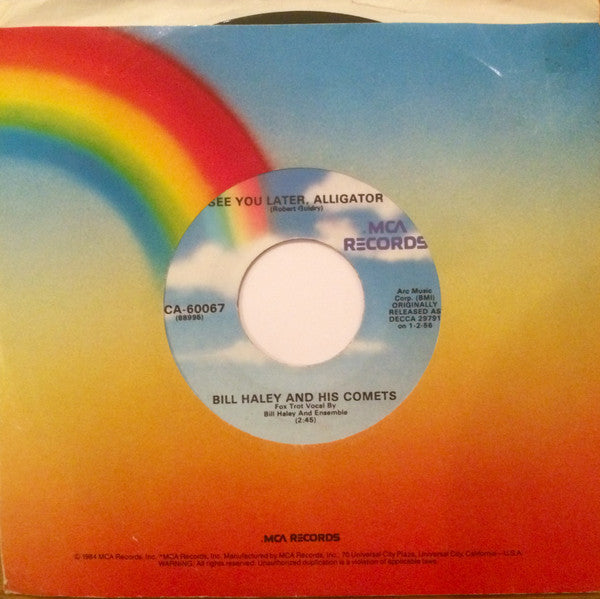 SEE YOU LATER, ALLIGATOR
(Robert Guidry)
.MCA
RECORDS
CA-60067
(88995)
Arc Music
Corp. (BMI)
ORIGINALLY
RELEASED AS
DECCA 29791
on 1-2-56
BILL HALEY AND HIS COMETS
Fox Trot Vocal By
Bill Haley And Ensemble
(2:45)
.MCA RECORDS
© 1984 MCA Records, Inc. ™MCA Records, Inc. Manufactured by MCA Records, Inc., 70 Universal City Plaza, Universal City, California – U.S.A.
WARNING: All rights reserved. Unauthorized duplication is a violation of applicable laws.